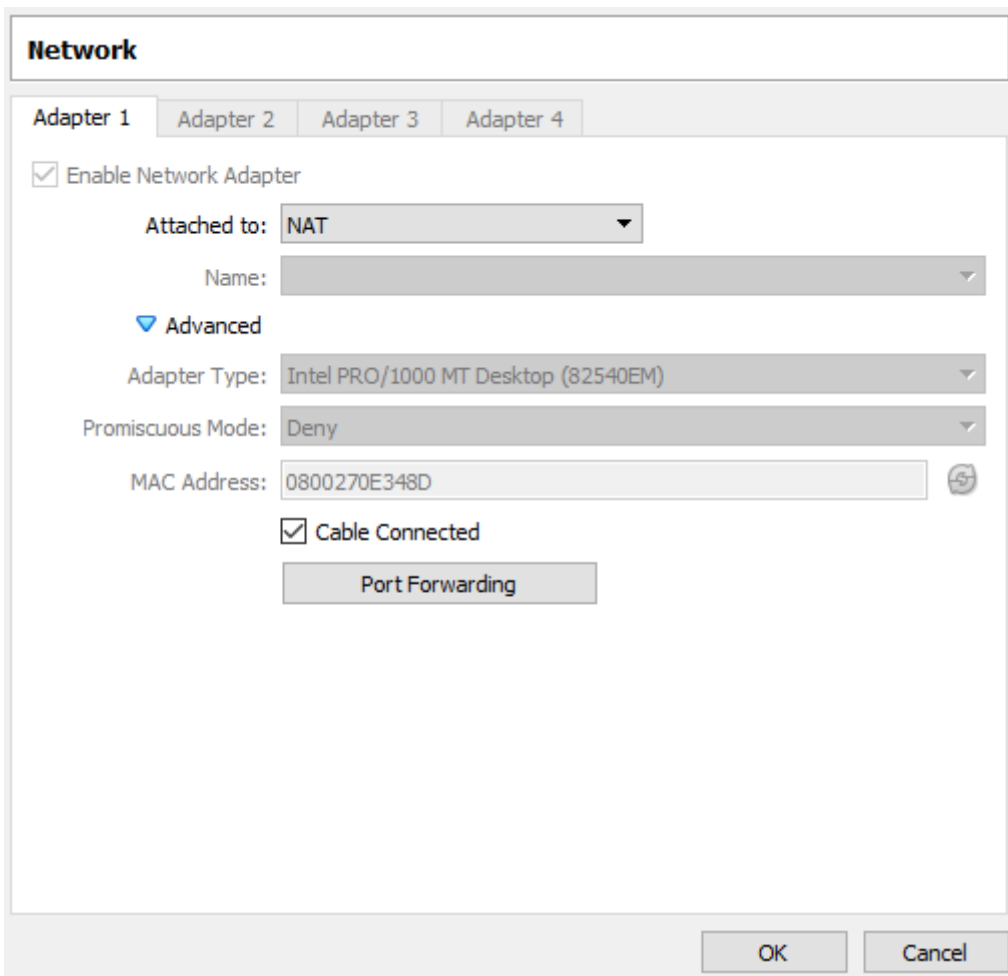 Network
Adapter 1 Adapter 2 Adapter 3 Adapter 4
Enable Network Adapter
Attached to: NAT
Name:
Advanced
Adapter Type: Intel PRO/1000 MT Desktop (82540EM)
Promiscuous Mode: Deny
MAC Address: 0800270E348D
Cable Connected
Port Forwarding
OK Cancel